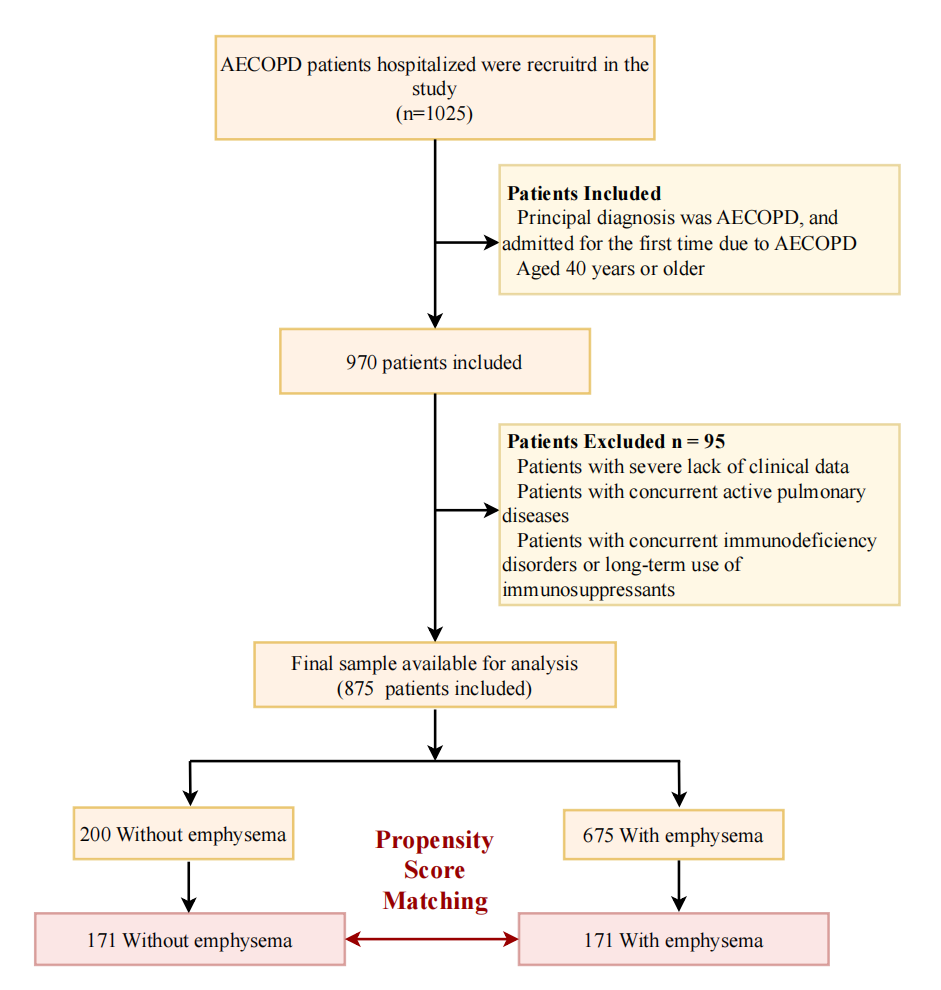 AECOPD patients hospitalized were recruitrd in the
study
(n=1025)
Patients Included
Principal diagnosis was AECOPD, and
admitted for the first time due to AECOPD
Aged 40 years or older
970 patients included
Patients Excluded n = 95
Patients with severe lack of clinical data
Patients with concurrent active pulmonary
diseases
Patients with concurrent immunodeficiency
disorders or long-term use of
immunosuppressants
Final sample available for analysis
(875 patients included)
200 Without emphysema
675 With emphysema
Propensity
Score
Matching
171 Without emphysema
171 With emphysema